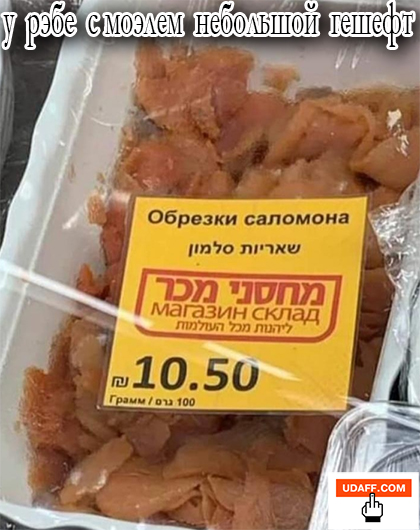 у рэбе с моэлем небольшой гешефт
Обрезки саломона
שאריות סלמון
מחסני מכר
магазин склад
ליהנות מכל העולמות
₪ 10.50
Грамм / גרם 100
UDAFF.COM